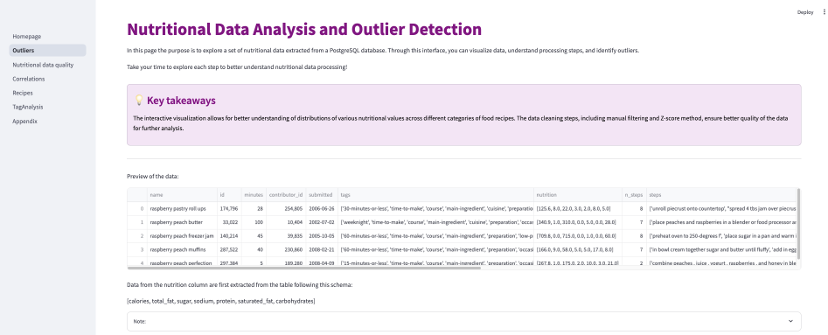 Deploy
Homepage
Outliers
Nutritional data quality
Correlations
Recipes
TagAnalysis
Appendix
Nutritional Data Analysis and Outlier Detection
In this page the purpose is to explore a set of nutritional data extracted from a PostgreSQL database. Through this interface, you can visualize data, understand processing steps, and identify outliers.
Take your time to explore each step to better understand nutritional data processing!
Key takeaways
The interactive visualization allows for better understanding of distributions of various nutritional values across different categories of food recipes. The data cleaning steps, including manual filtering and Z-score method, ensure better quality of the data
for further analysis.
Preview of the data:
name id minutes contributor_id submitted tags nutrition n_steps steps
0 raspberry pastry roll ups 174,796 28 254,805 2006-06-26 ['30-minutes-or-less', 'time-to-make', 'course', 'main-ingredient', 'cuisine', 'preparatio [125.6, 8.0, 22.0, 3.0, 2.0, 8.0, 5.0] 8 ['unroll piecrust onto countertop', 'spread 4 tbs jam over piecrus
1 raspberry peach butter 33,022 100 10,404 2002-07-02 ['weeknight', 'time-to-make', 'course', 'main-ingredient', 'cuisine', 'preparation', 'occa [340.9, 1.0, 310.0, 0.0, 3.0, 0.0, 28.0] 7 ['place peaches and raspberries in a blender or food processor a
2 raspberry peach freezer jam 140,214 45 39,835 2005-10-05 ['60-minutes-or-less', 'time-to-make', 'course', 'main-ingredient', 'preparation', 'low-p [709.8, 0.0, 715.0, 0.0, 1.0, 0.0, 60.0] 8 ['preheat oven to 250-degrees f', 'place sugar in a pan and warm i
3 raspberry peach muffins 287,522 40 230,860 2008-02-21 ['60-minutes-or-less', 'time-to-make', 'course', 'main-ingredient', 'preparation', 'occasi [166.0, 9.0, 58.0, 5.0, 5.0, 17.0, 8.0] 7 ['in bowl cream together sugar and butter until fluffy', 'add in egg
4 raspberry peach perfection 297,384 5 189,280 2008-04-09 ['15-minutes-or-less', 'time-to-make', 'course', 'main-ingredient', 'preparation', 'occasi [267.8, 1.0, 175.0, 2.0, 10.0, 3.0, 21.0] 2 ['combine peaches , juice , yogurt , raspberries , and honey in ble
Data from the nutrition column are first extracted from the table following this schema:
[calories, total_fat, sugar, sodium, protein, saturated_fat, carbohydrates]
Note: